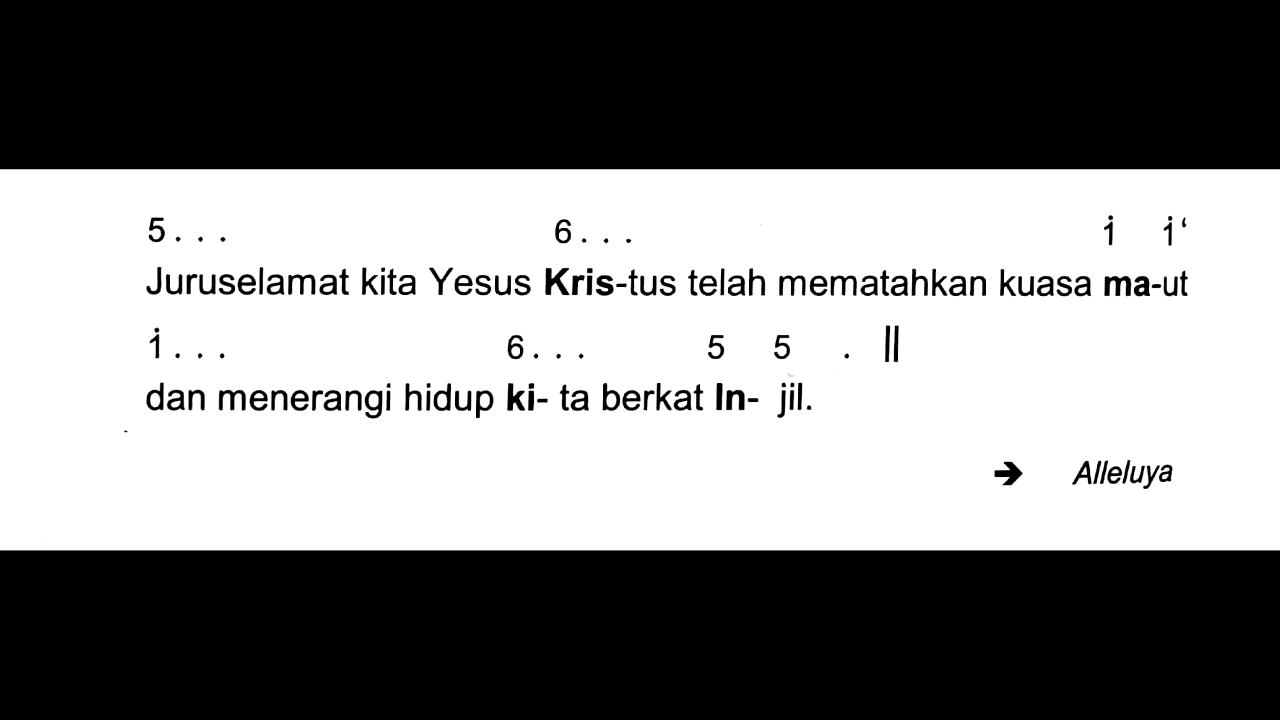 5 . . . 6 . . . i̇ i̇ ‘
Juruselamat kita Yesus Kris-tus telah mematahkan kuasa ma-ut
1̇ . . . 6 . . . 5 5 . ||
dan menerangi hidup ki- ta berkat In- jil.
➔ Alleluya